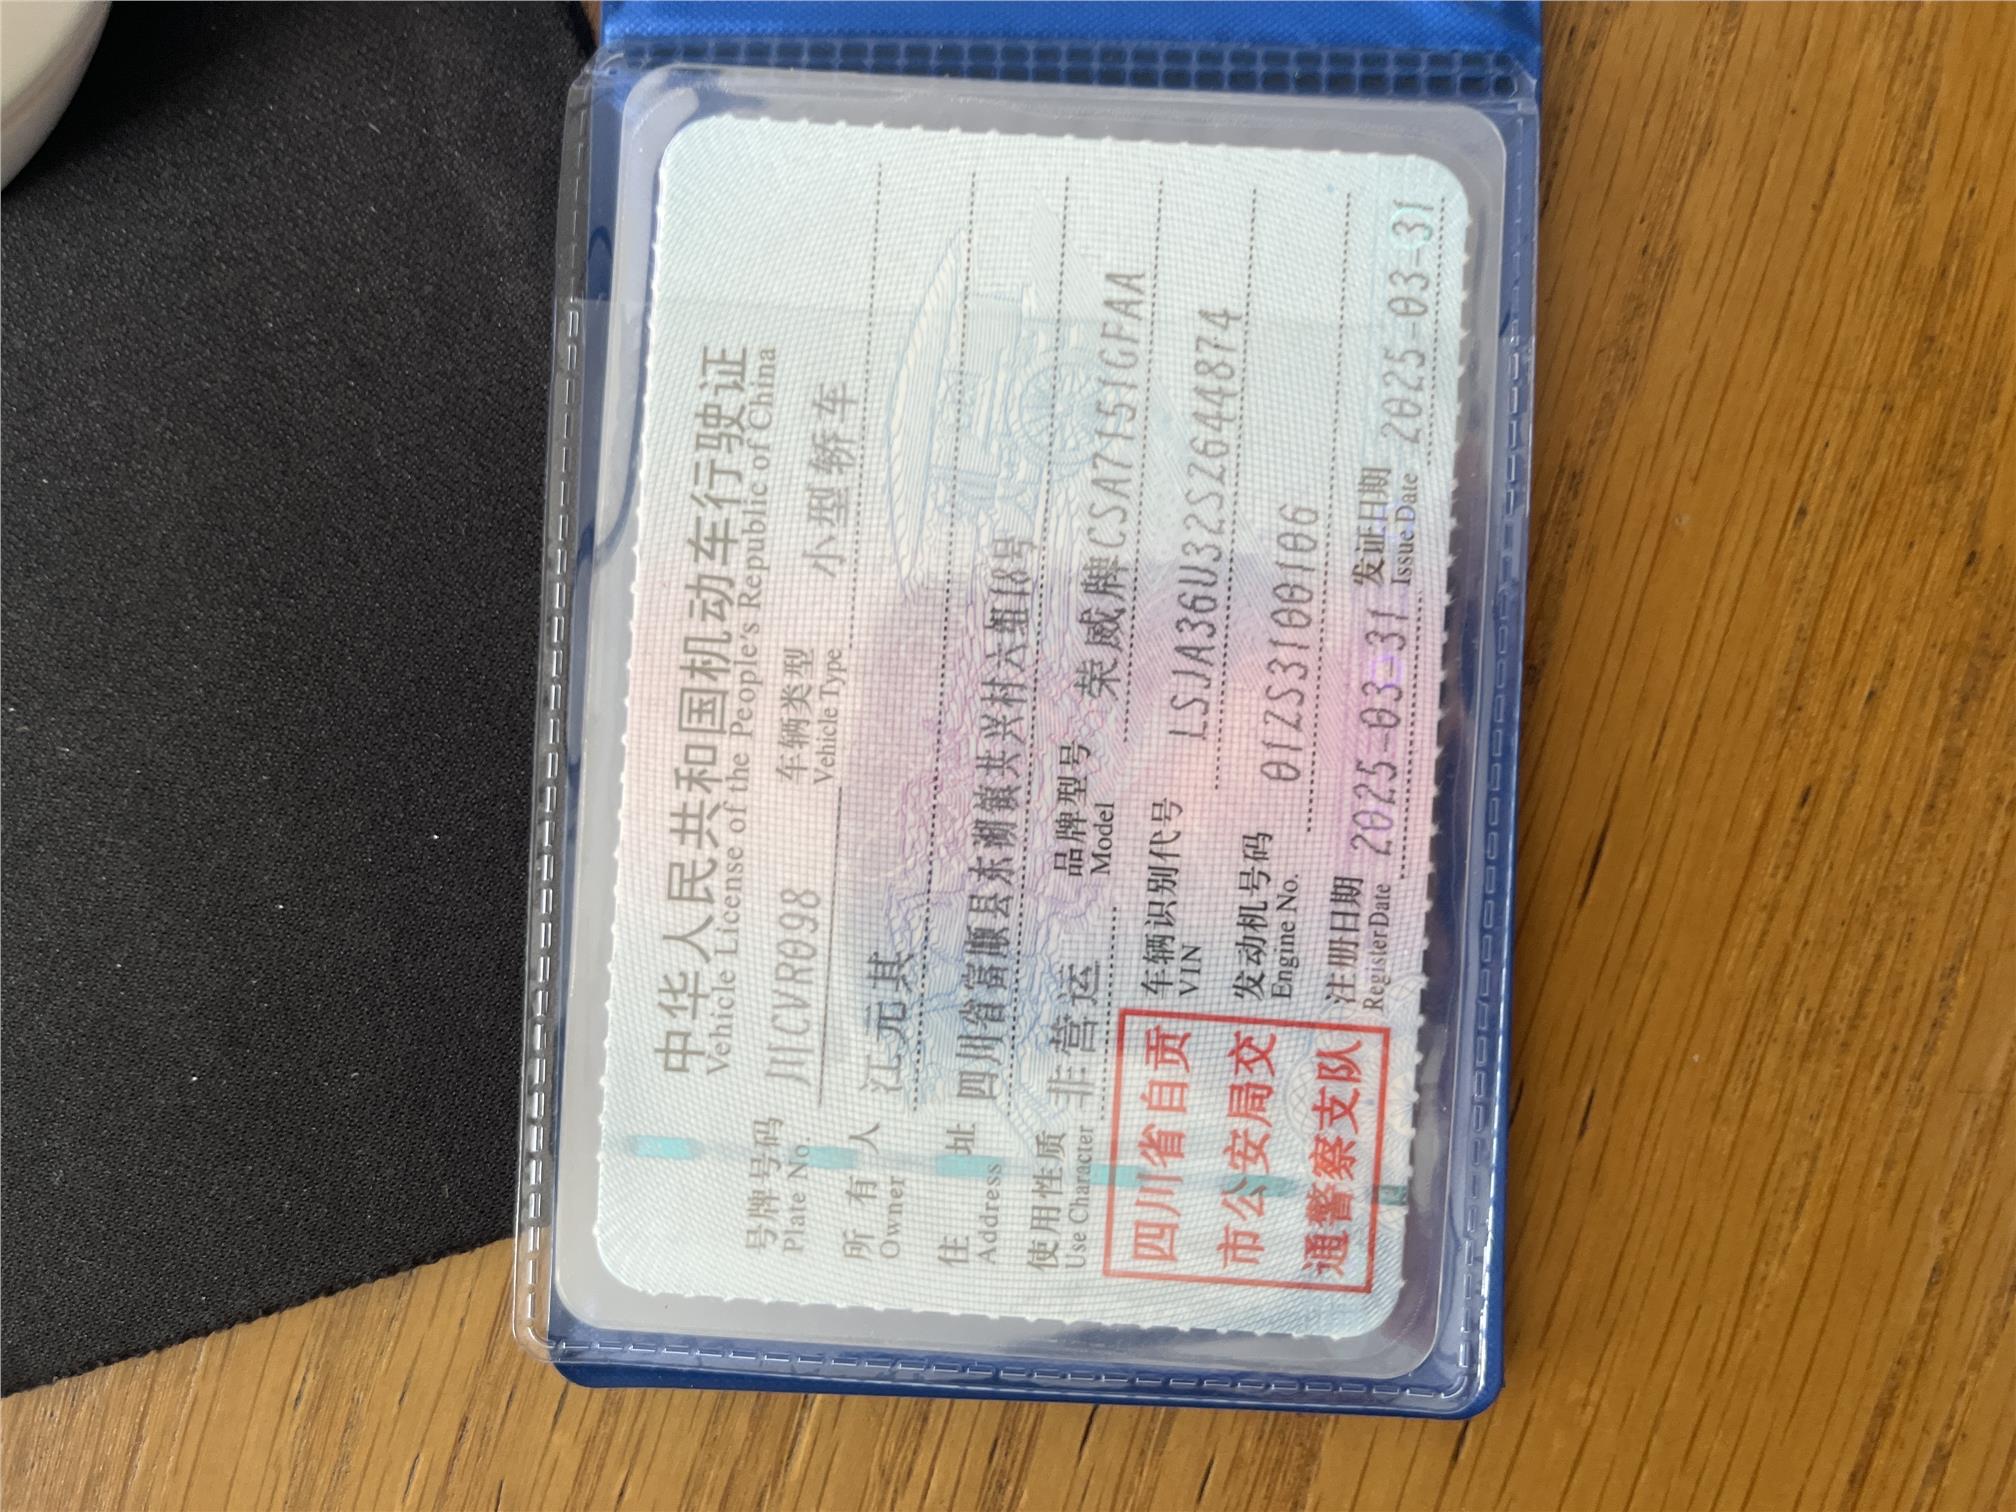 中华人民共和国机动车行驶证
Vehicle License of the People's Republic of China
号牌号码 川CVR098 车辆类型 小型轿车
Plate No. Vehicle Type
所有人 江元其
Owner
住址 四川省富顺县东湖镇共兴村六组18号
Address
使用性质 非营运 品牌型号 荣威牌CSA7151GFAA
Use Character Model
四川省自贡
市公安局交
通警察支队
车辆识别代号 LSJA36U32SZ644874
VIN
发动机号码 01ZS3100106
Engine No.
注册日期 2025-03-31 发证日期 2025-03-31
Register Date Issue Date